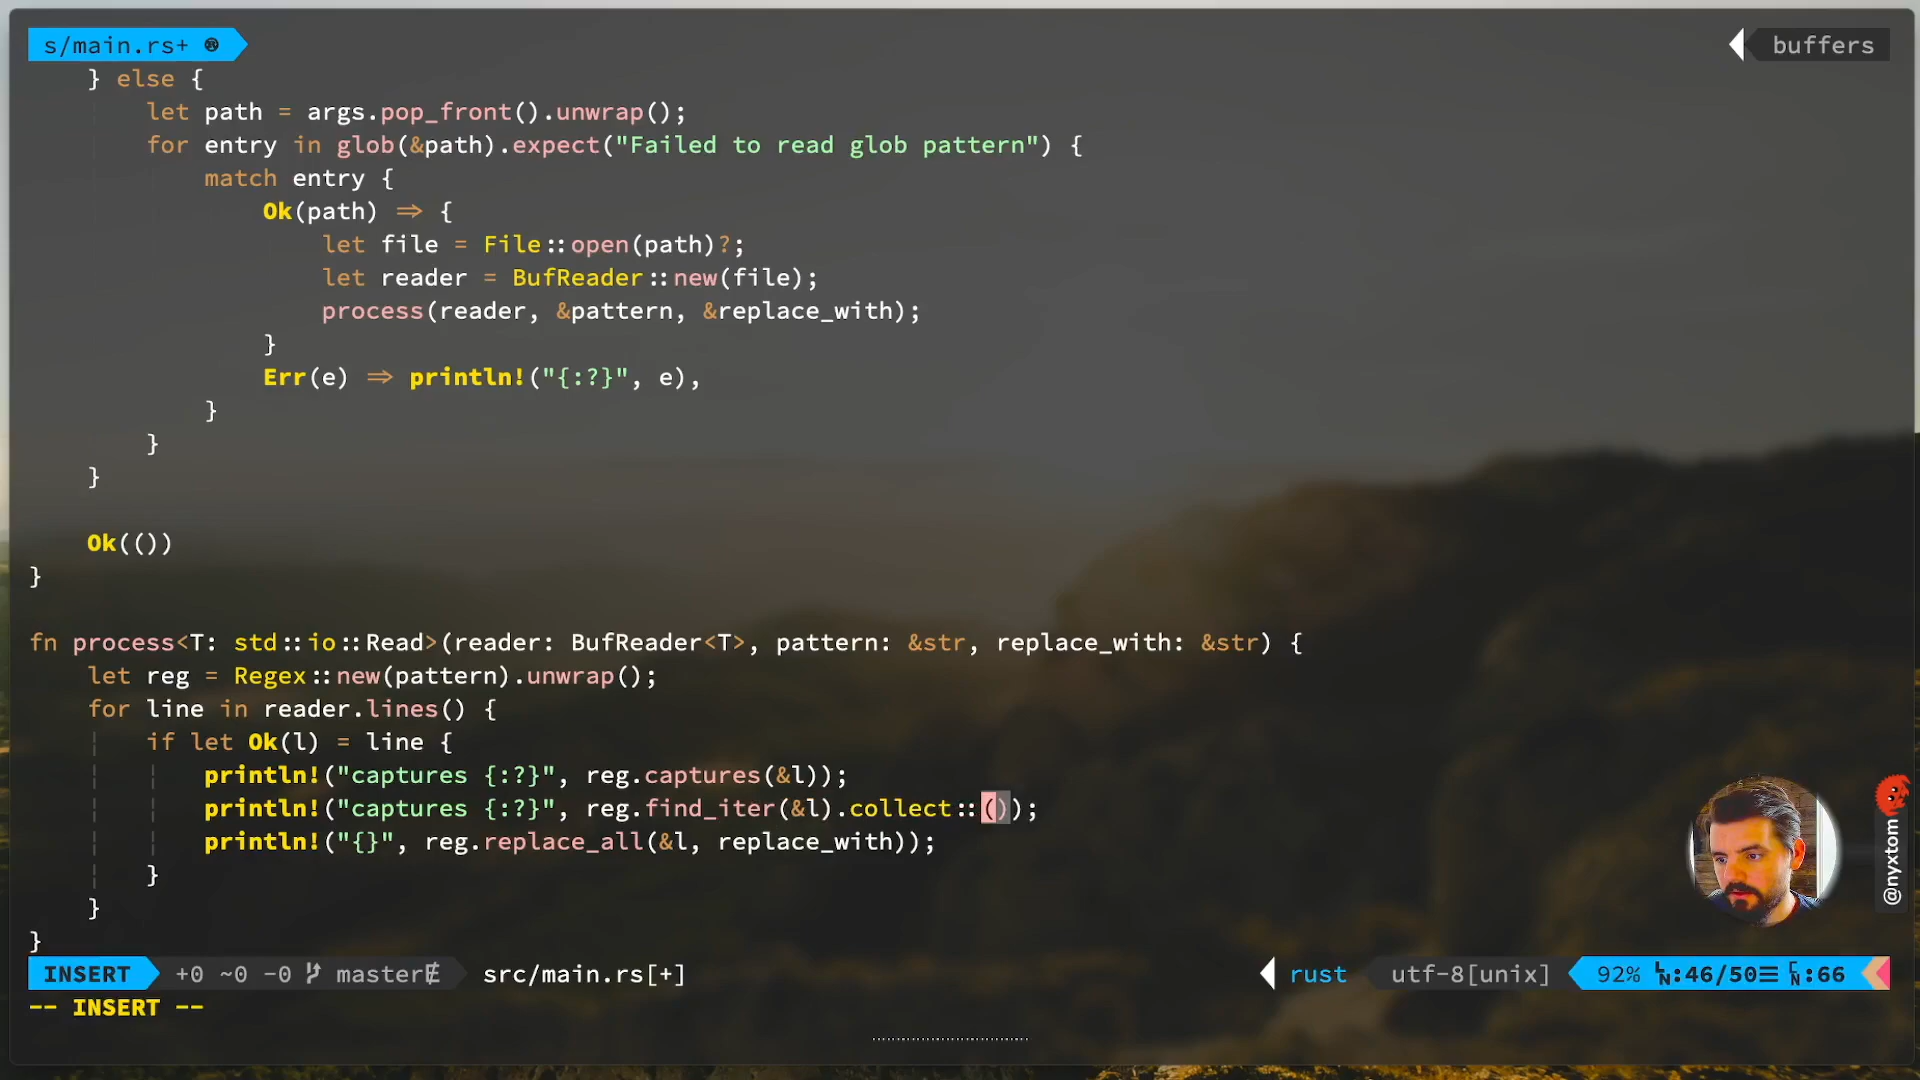 s/main.rs+
buffers
} else {
let path = args.pop_front().unwrap();
for entry in glob(&path).expect("Failed to read glob pattern") {
match entry {
Ok(path) => {
let file = File::open(path)?;
let reader = BufReader::new(file);
process(reader, &pattern, &replace_with);
}
Err(e) => println!("{:?}", e),
}
}
}
Ok(())
}
fn process<T: std::io::Read>(reader: BufReader<T>, pattern: &str, replace_with: &str) {
let reg = Regex::new(pattern).unwrap();
for line in reader.lines() {
if let Ok(l) = line {
println!("captures {:?}", reg.captures(&l));
println!("captures {:?}", reg.find_iter(&l).collect::());
println!("{}", reg.replace_all(&l, replace_with));
}
}
}
@nyxtom
INSERT +0 ~0 -0 master src/main.rs[+] rust utf-8[unix] 92% LN:46/50 CN:66
-- INSERT --